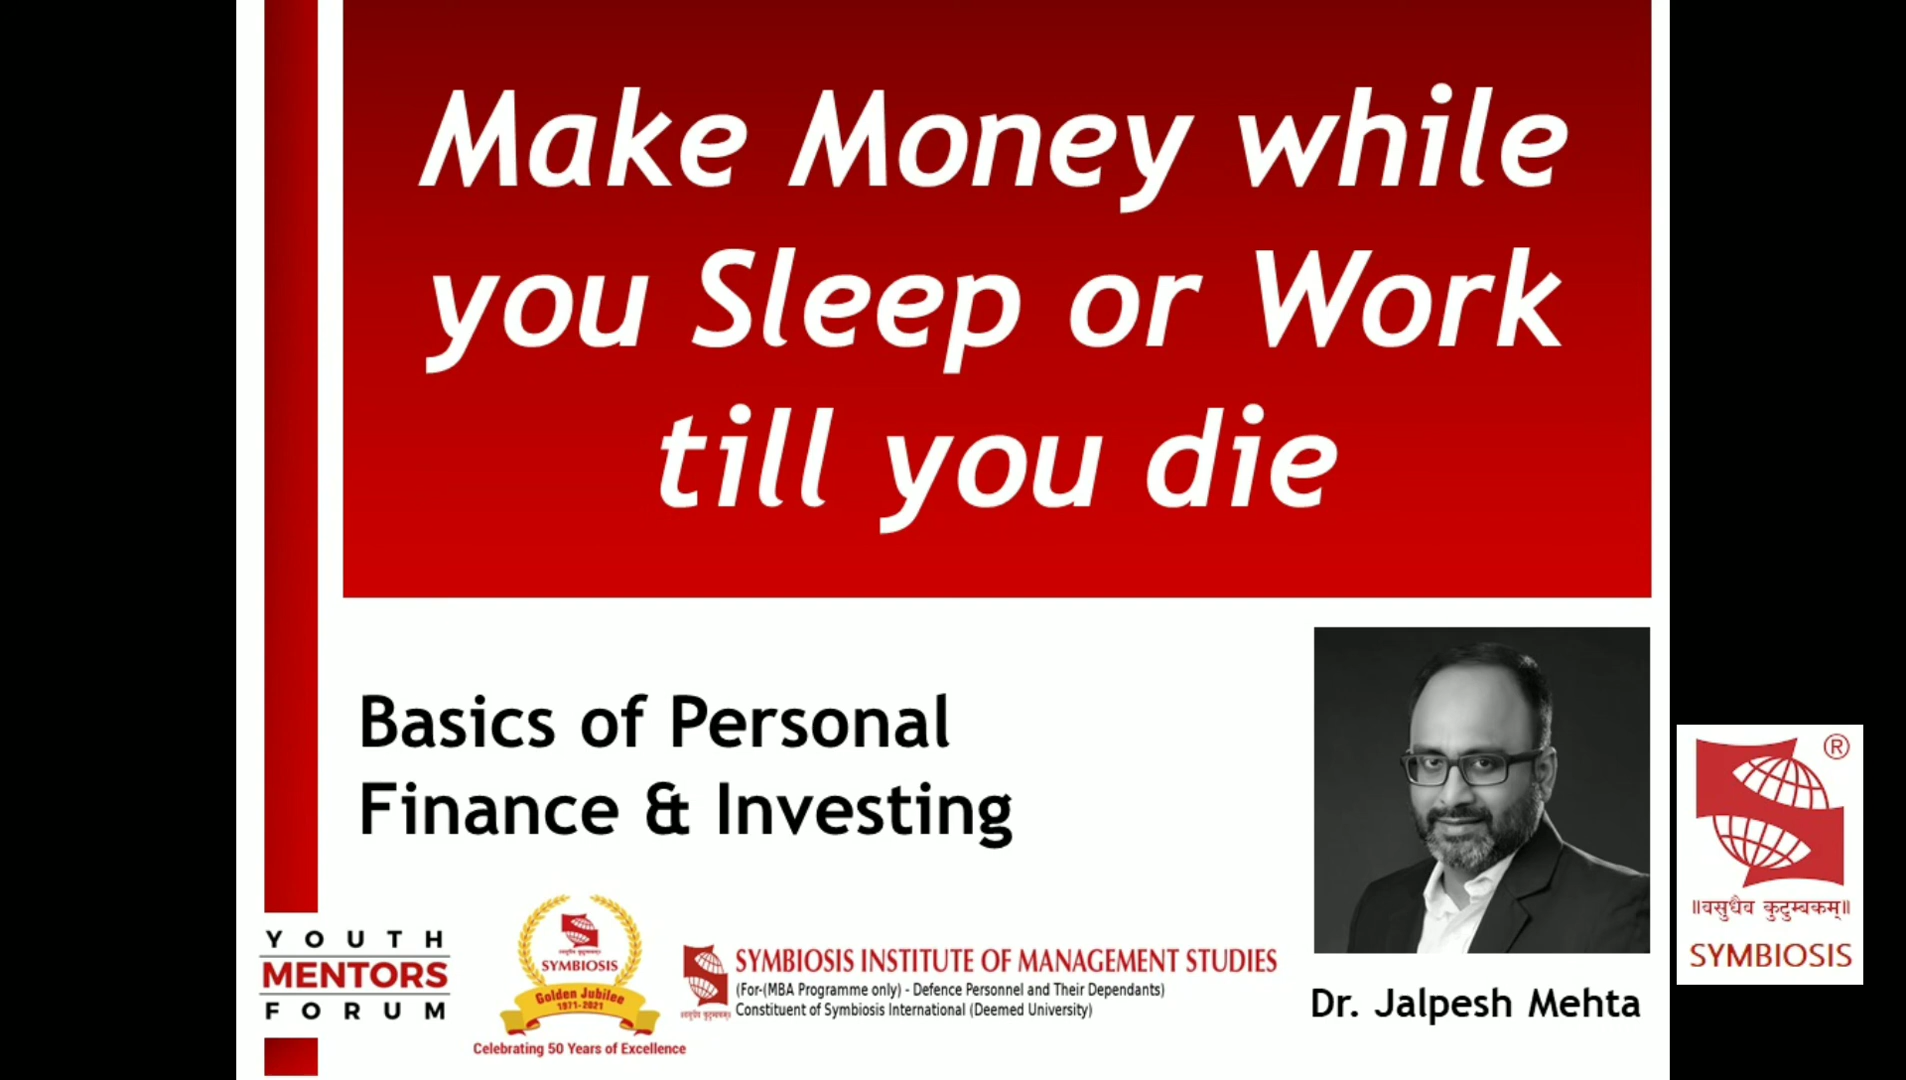 Make Money while
you Sleep or Work
till you die
Basics of Personal
Finance & Investing
YOUTH
MENTORS
FORUM
SYMBIOSIS
Golden Jubilee
1971-2021
Celebrating 50 Years of Excellence
SYMBIOSIS INSTITUTE OF MANAGEMENT STUDIES
(For-(MBA Programme only) - Defence Personnel and Their Dependants)
Constituent of Symbiosis International (Deemed University)
Dr. Jalpesh Mehta
®
॥वसुधैव कुटुम्बकम्॥
SYMBIOSIS